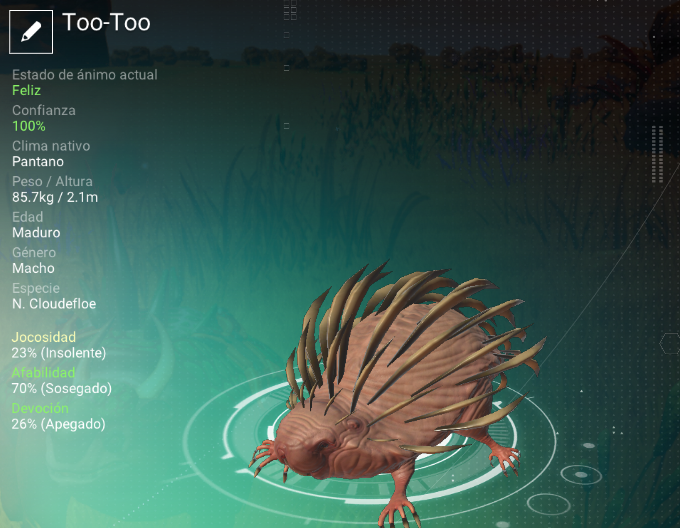 Too-Too
Estado de ánimo actual
Feliz
Confianza
100%
Clima nativo
Pantano
Peso / Altura
85.7kg / 2.1m
Edad
Maduro
Género
Macho
Especie
N. Cloudefloe
Jocosidad
23% (Insolente)
Afabilidad
70% (Sosegado)
Devoción
26% (Apegado)